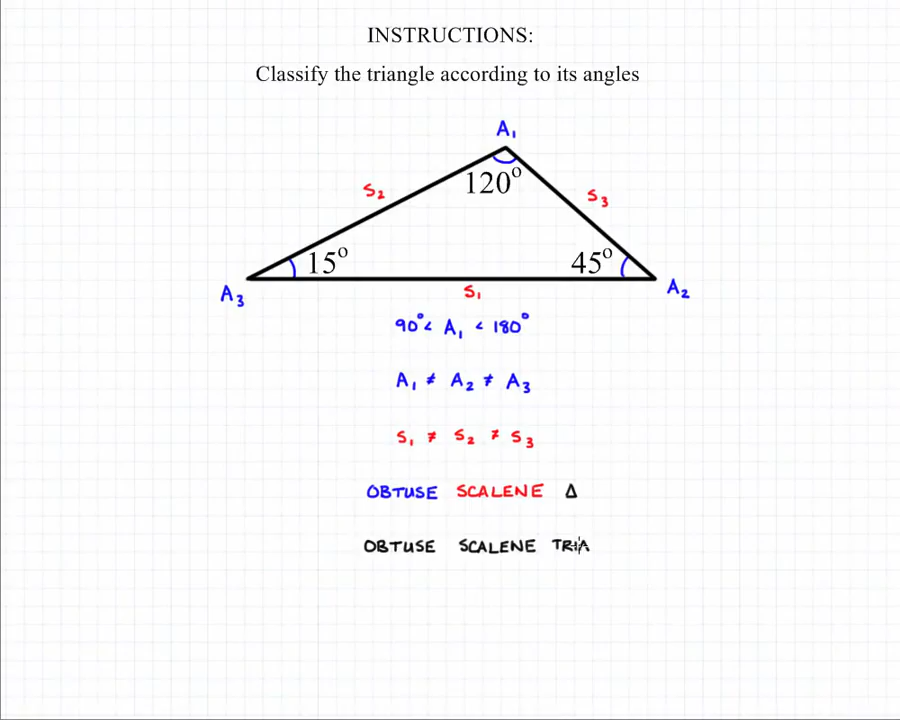 INSTRUCTIONS:
Classify the triangle according to its angles
A₁
120°
S₂
S₃
15°
45°
A₃
S₁
A₂
90° < A₁ < 180°
A₁ ≠ A₂ ≠ A₃
S₁ ≠ S₂ ≠ S₃
OBTUSE SCALENE Δ
OBTUSE SCALENE TRIA